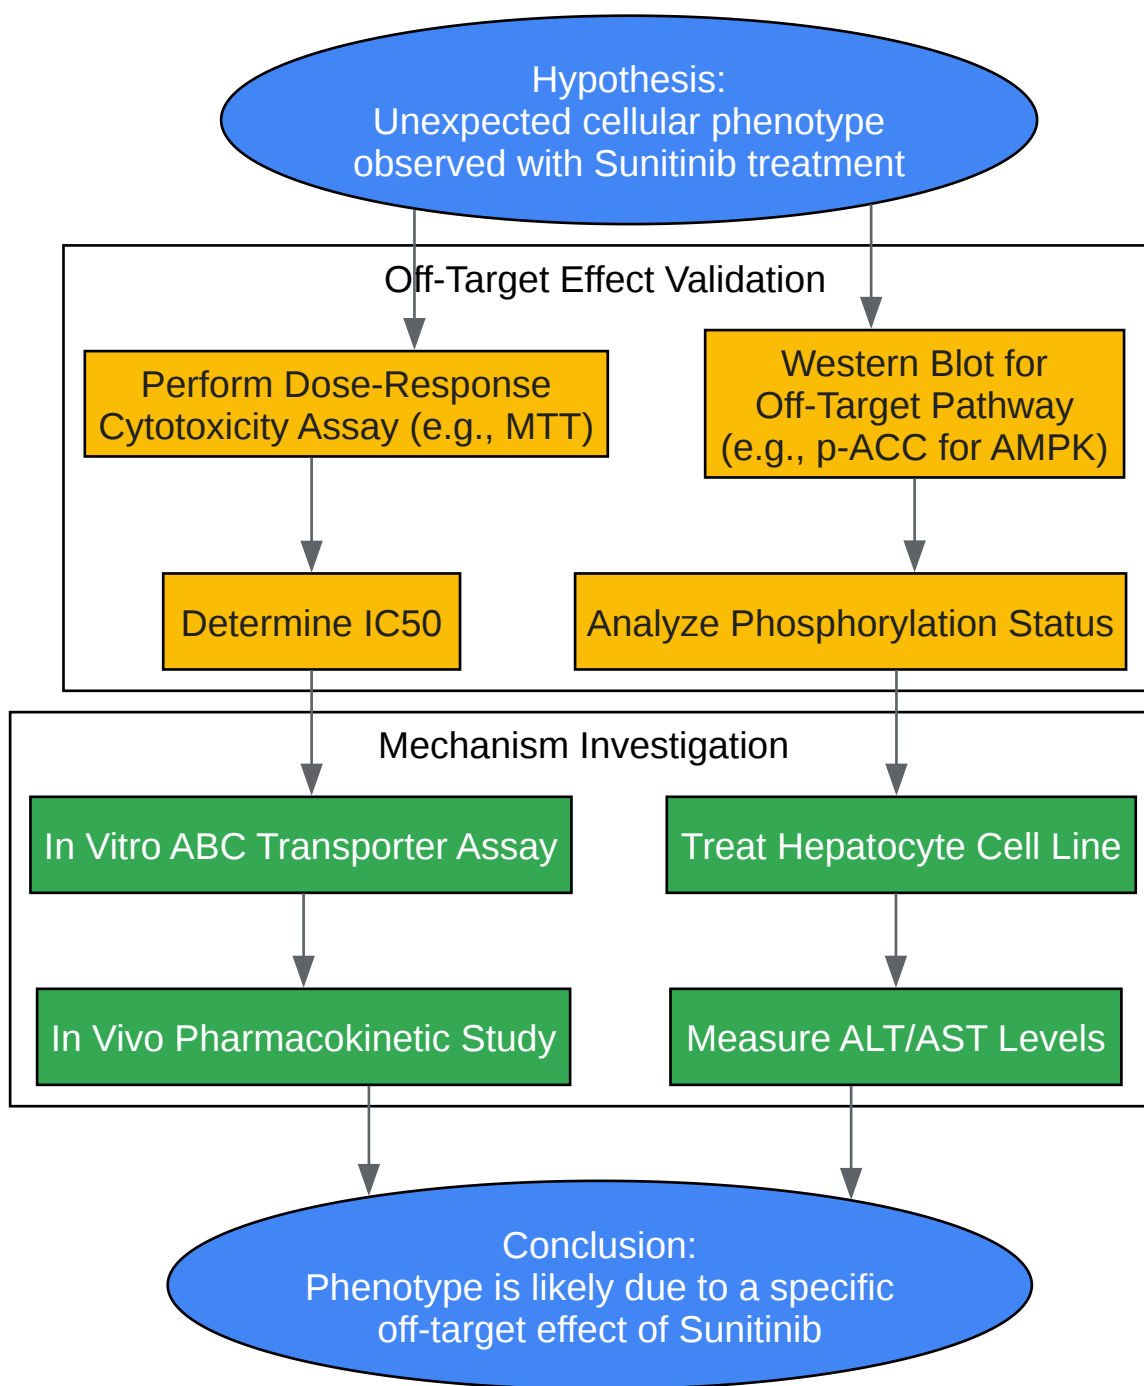 Hypothesis:
Unexpected cellular phenotype
observed with Sunitinib treatment
Off-Target Effect Validation
Perform Dose-Response
Cytotoxicity Assay (e.g., MTT)
Western Blot for
Off-Target Pathway
(e.g., p-ACC for AMPK)
Determine IC50
Analyze Phosphorylation Status
Mechanism Investigation
In Vitro ABC Transporter Assay
Treat Hepatocyte Cell Line
In Vivo Pharmacokinetic Study
Measure ALT/AST Levels
Conclusion:
Phenotype is likely due to a specific
off-target effect of Sunitinib